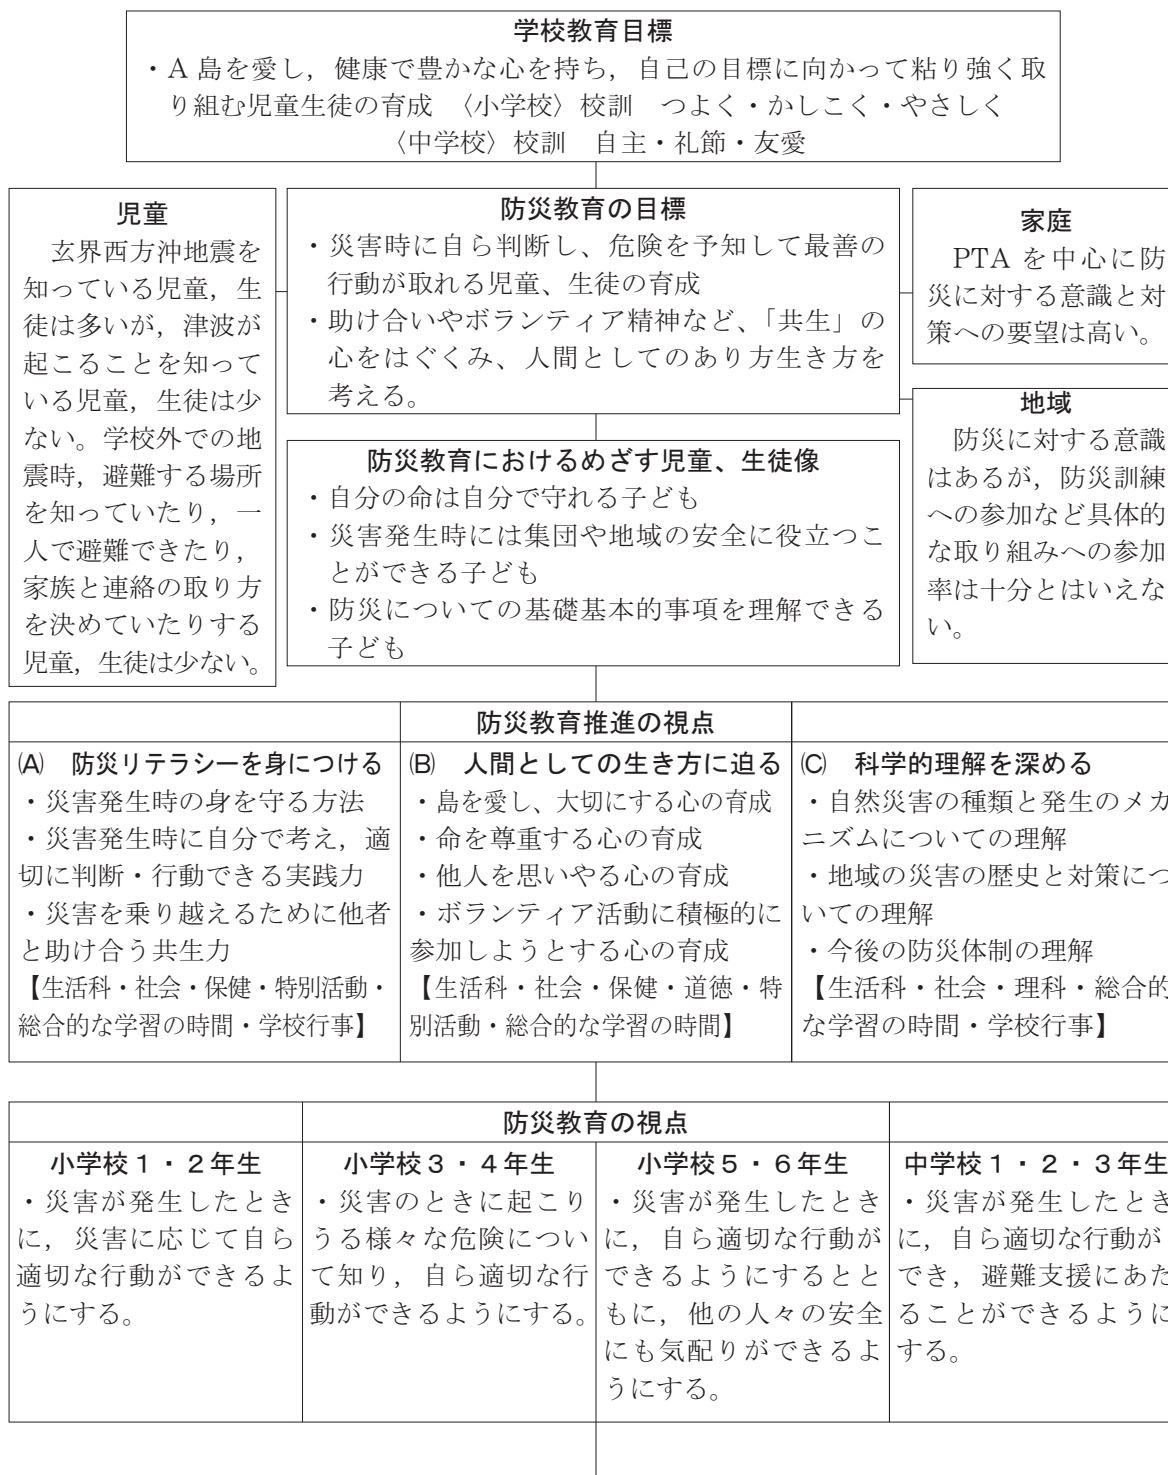 学校教育目標
・A 島を愛し，健康で豊かな心を持ち，自己の目標に向かって粘り強く取
り組む児童生徒の育成　〈小学校〉校訓　つよく・かしこく・やさしく
〈中学校〉校訓　自主・礼節・友愛
児童
玄界西方沖地震を
知っている児童，生
徒は多いが，津波が
起こることを知って
いる児童，生徒は少
ない。学校外での地
震時，避難する場所
を知っていたり，一
人で避難できたり，
家族と連絡の取り方
を決めていたりする
児童，生徒は少ない。
防災教育の目標
・災害時に自ら判断し、危険を予知して最善の
行動が取れる児童、生徒の育成
・助け合いやボランティア精神など、「共生」の
心をはぐくみ、人間としてのあり方生き方を
考える。
防災教育におけるめざす児童、生徒像
・自分の命は自分で守れる子ども
・災害発生時には集団や地域の安全に役立つこ
とができる子ども
・防災についての基礎基本的事項を理解できる
子ども
家庭
PTA を中心に防
災に対する意識と対
策への要望は高い。
地域
防災に対する意識
はあるが，防災訓練
への参加など具体的
な取り組みへの参加
率は十分とはいえな
い。
防災教育推進の視点
(A)　防災リテラシーを身につける
・災害発生時の身を守る方法
・災害発生時に自分で考え，適
切に判断・行動できる実践力
・災害を乗り越えるために他者
と助け合う共生力
【生活科・社会・保健・特別活動・
総合的な学習の時間・学校行事】
(B)　人間としての生き方に迫る
・島を愛し、大切にする心の育成
・命を尊重する心の育成
・他人を思いやる心の育成
・ボランティア活動に積極的に
参加しようとする心の育成
【生活科・社会・保健・道徳・特
別活動・総合的な学習の時間】
(C)　科学的理解を深める
・自然災害の種類と発生のメカ
ニズムについての理解
・地域の災害の歴史と対策につ
いての理解
・今後の防災体制の理解
【生活科・社会・理科・総合的
な学習の時間・学校行事】
防災教育の視点
小学校１・２年生
・災害が発生したとき
に，災害に応じて自ら
適切な行動ができるよ
うにする。
小学校３・４年生
・災害のときに起こり
うる様々な危険につい
て知り，自ら適切な行
動ができるようにする。
小学校５・６年生
・災害が発生したとき
に，自ら適切な行動が
できるようにするとと
もに，他の人々の安全
にも気配りができるよ
うにする。
中学校１・２・３年生
・災害が発生したとき
に，自ら適切な行動が
でき，避難支援にあた
ることができるように
する。